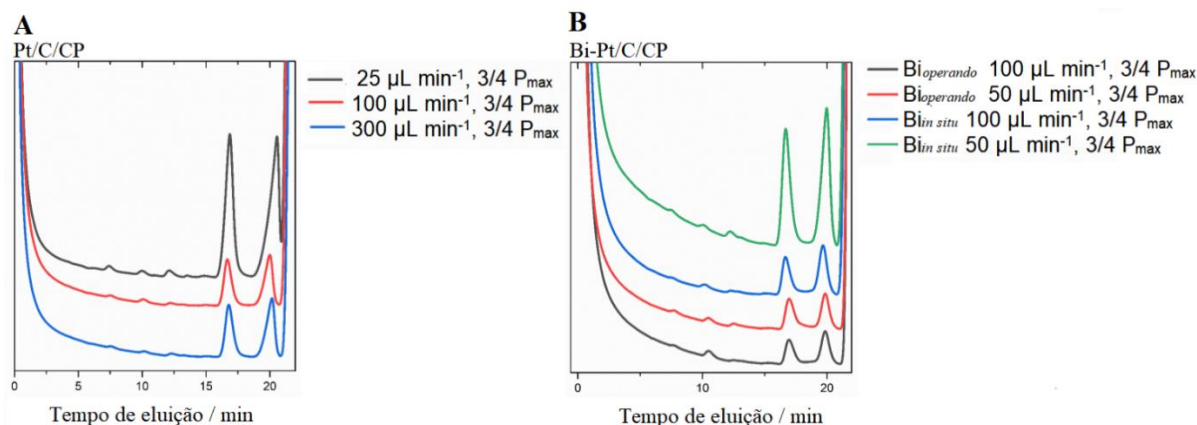 A
Pt/C/CP
25 µL min⁻¹, 3/4 Pmax
100 µL min⁻¹, 3/4 Pmax
300 µL min⁻¹, 3/4 Pmax
0 5 10 15 20
Tempo de eluição / min
B
Bi-Pt/C/CP
Bioperando 100 µL min⁻¹, 3/4 Pmax
Bioperando 50 µL min⁻¹, 3/4 Pmax
Biin situ 100 µL min⁻¹, 3/4 Pmax
Biin situ 50 µL min⁻¹, 3/4 Pmax
0 10 20
Tempo de eluição / min